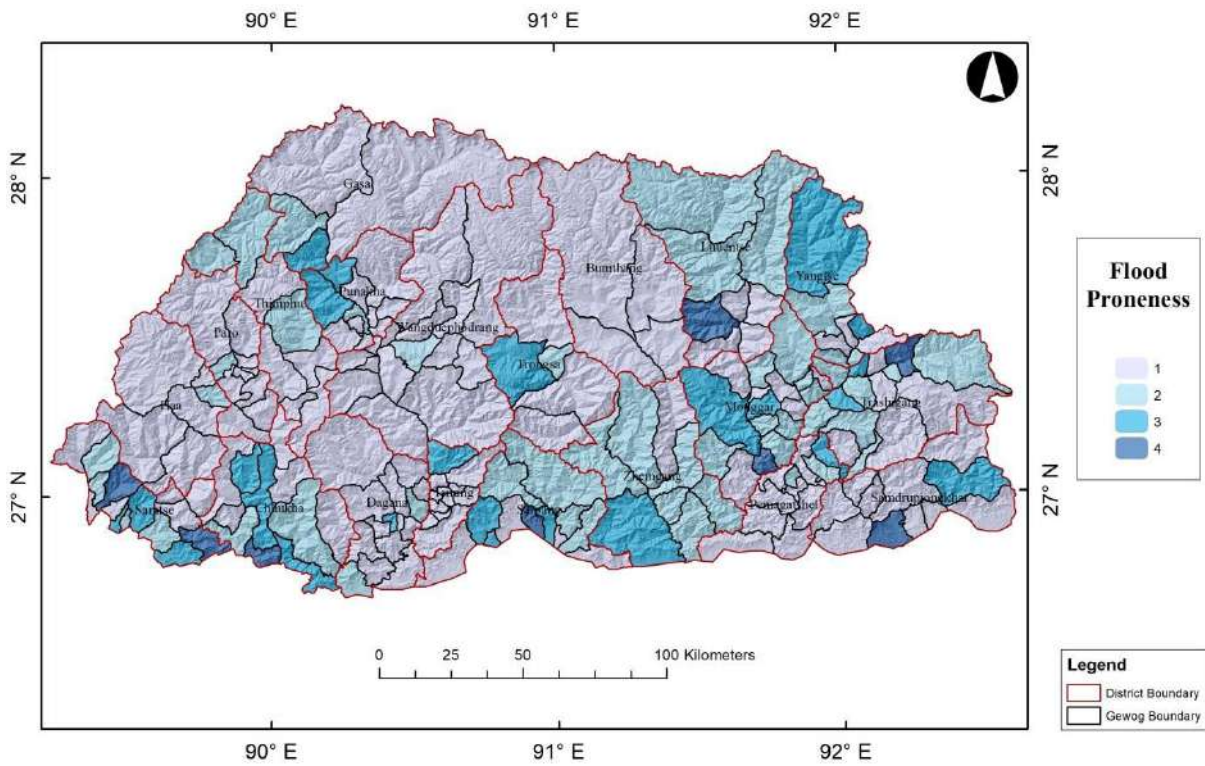 90° E 91° E 92° E
28° N
28° N
27° N
27° N
Gasa
Lhuentse
Bumthang
Yangtse
Punakha
Thimphu
Paro
Wangduephodrang
Trongsa
Haa
Monggar
Trashigang
Zhemgang
Dagana
Tsirang
Samtse
Chukha
Sarpang
Pemagatshel
Samdrupjongkhar
0 25 50 100 Kilometers
90° E 91° E 92° E
Flood
Proneness
1
2
3
4
Legend
District Boundary
Gewog Boundary